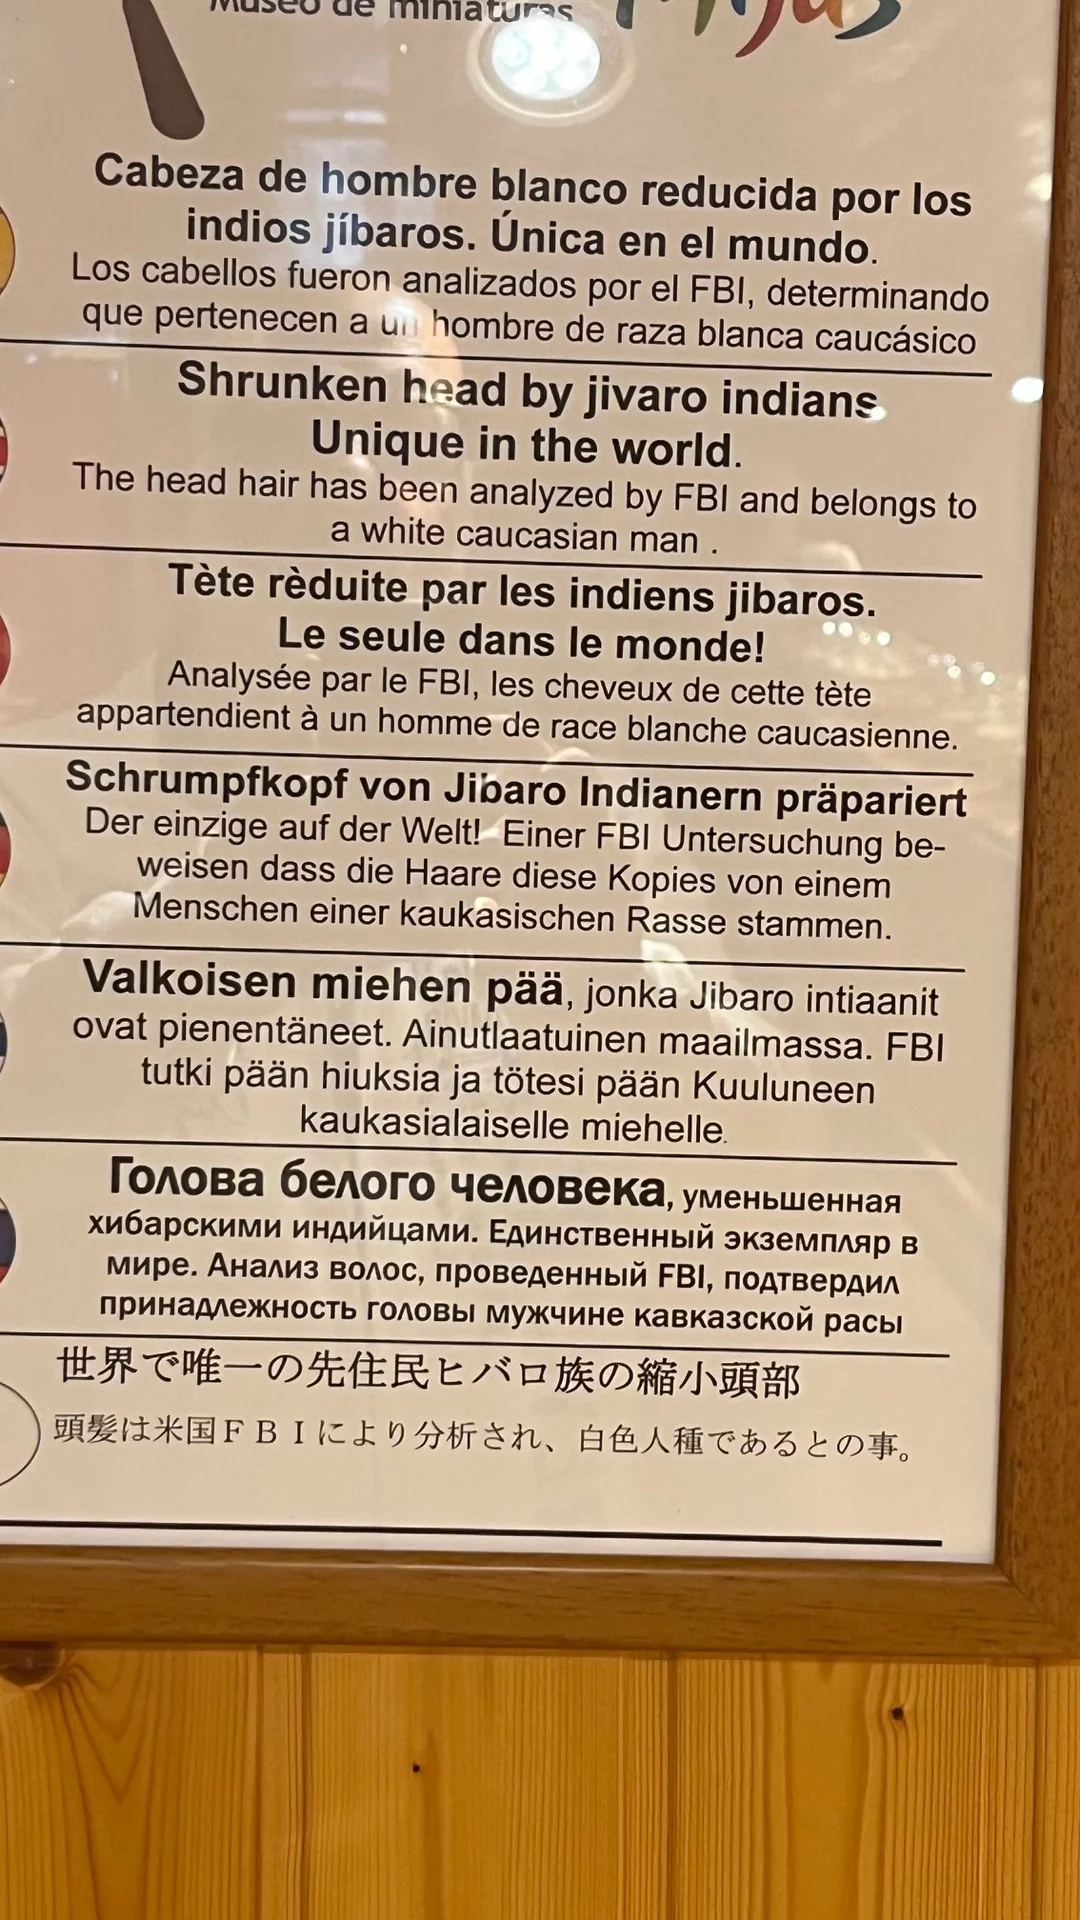 Museo de miniaturas Mijas
Cabeza de hombre blanco reducida por los
indios jíbaros. Única en el mundo.
Los cabellos fueron analizados por el FBI, determinando
que pertenecen a un hombre de raza blanca caucásico
Shrunken head by jivaro indians
Unique in the world.
The head hair has been analyzed by FBI and belongs to
a white caucasian man .
Tète rèduite par les indiens jibaros.
Le seule dans le monde!
Analysée par le FBI, les cheveux de cette tète
appartendient à un homme de race blanche caucasienne.
Schrumpfkopf von Jibaro Indianern präpariert
Der einzige auf der Welt! Einer FBI Untersuchung be-
weisen dass die Haare diese Kopies von einem
Menschen einer kaukasischen Rasse stammen.
Valkoisen miehen pää, jonka Jibaro intiaanit
ovat pienentäneet. Ainutlaatuinen maailmassa. FBI
tutki pään hiuksia ja tötesi pään Kuuluneen
kaukasialaiselle miehelle.
Голова белого человека, уменьшенная
хибарскими индийцами. Единственный экземпляр в
мире. Анализ волос, проведенный FBI, подтвердил
принадлежность головы мужчине кавказской расы
世界で唯一の先住民ヒバロ族の縮小頭部
頭髪は米国ＦＢＩにより分析され、白色人種であるとの事。